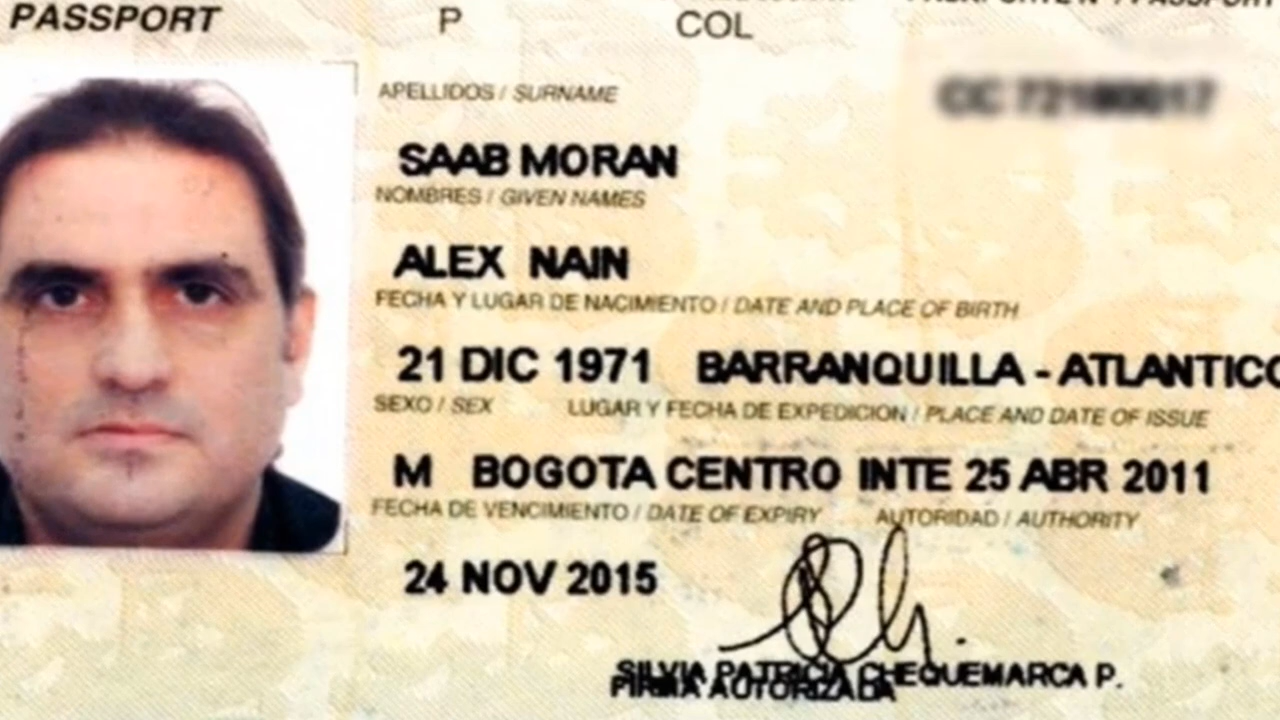 PASSPORT P COL
APELLIDOS / SURNAME
SAAB MORAN
NOMBRES / GIVEN NAMES
ALEX NAIN
FECHA Y LUGAR DE NACIMIENTO / DATE AND PLACE OF BIRTH
21 DIC 1971 BARRANQUILLA - ATLANTICO
SEXO / SEX LUGAR Y FECHA DE EXPEDICION / PLACE AND DATE OF ISSUE
M BOGOTA CENTRO INTE 25 ABR 2011
FECHA DE VENCIMIENTO / DATE OF EXPIRY AUTORIDAD / AUTHORITY
24 NOV 2015
SILVIA PATRICIA CHEQUEMARCA P.
FIRMA AUTORIZADA